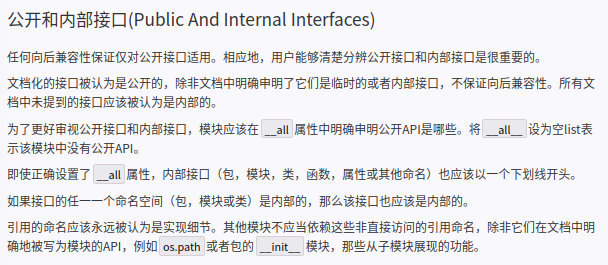 公开和内部接口(Public And Internal Interfaces)
任何向后兼容性保证仅对公开接口适用。相应地，用户能够清楚分辨公开接口和内部接口是很重要的。
文档化的接口被认为是公开的，除非文档中明确申明了它们是临时的或者内部接口，不保证向后兼容性。所有文
档中未提到的接口应该被认为是内部的。
为了更好审视公开接口和内部接口，模块应该在 __all 属性中明确申明公开API是哪些。将 __all__ 设为空list表
示该模块中没有公开API。
即使正确设置了 __all 属性，内部接口（包，模块，类，函数，属性或其他命名）也应该以一个下划线开头。
如果接口的任一一个命名空间（包，模块或类）是内部的，那么该接口也应该是内部的。
引用的命名应该永远被认为是实现细节。其他模块不应当依赖这些非直接访问的引用命名，除非它们在文档中明
确地被写为模块的API，例如 os.path 或者包的 __init__ 模块，那些从子模块展现的功能。